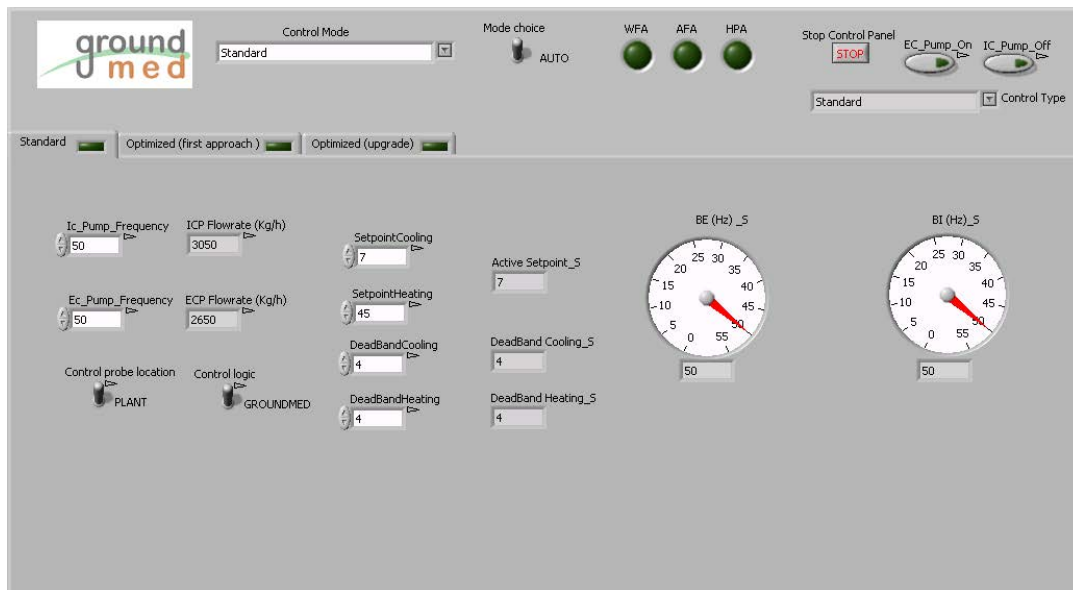 ground
med
Control Mode
Standard
Mode choice
AUTO
WFA
AFA
HPA
Stop Control Panel
STOP
EC_Pump_On
IC_Pump_Off
Standard
Control Type
Standard
Optimized (first approach )
Optimized (upgrade)
Ic_Pump_Frequency
50
ICP Flowrate (Kg/h)
3050
Ec_Pump_Frequency
50
ECP Flowrate (Kg/h)
2650
Control probe location
PLANT
Control logic
GROUNDMED
SetpointCooling
7
SetpointHeating
45
DeadBandCooling
4
DeadBandHeating
4
Active Setpoint_S
7
DeadBand Cooling_S
4
DeadBand Heating_S
4
BE (Hz) _S
0
5
10
15
20
25
30
35
40
45
50
55
50
BI (Hz)_S
0
5
10
15
20
25
30
35
40
45
50
55
50